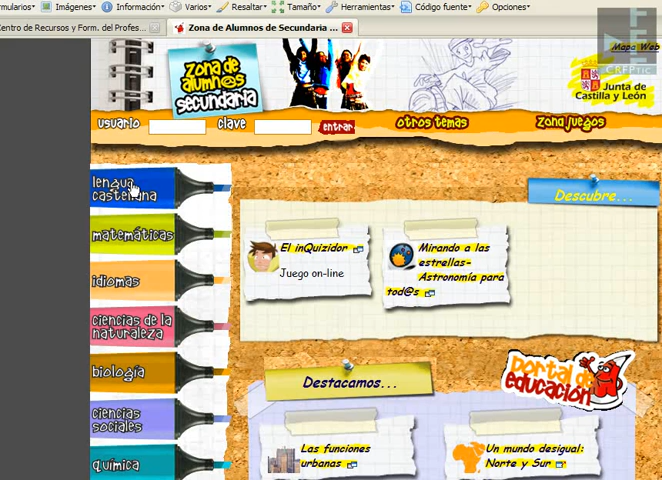 ormularios Imágenes Información Varios Resaltar Tamaño Herramientas Código fuente Opciones
entro de Recursos y Form. del Profes...
Zona de Alumnos de Secundaria ...
Mapa Web
CRFPTIC
zona de
alumn@s
secundaria
Junta de
Castilla y León
usuario clave entrar otros temas zona juegos
lengua
castellana
matemáticas
idiomas
ciencias de la
naturaleza
biología
ciencias
sociales
química
Descubre...
El inQuizidor
Juego on-line
Mirando a las
estrellas-
Astronomía para
tod@s
Destacamos...
portal de
educación
Las funciones
urbanas
Un mundo desigual:
Norte y Sur